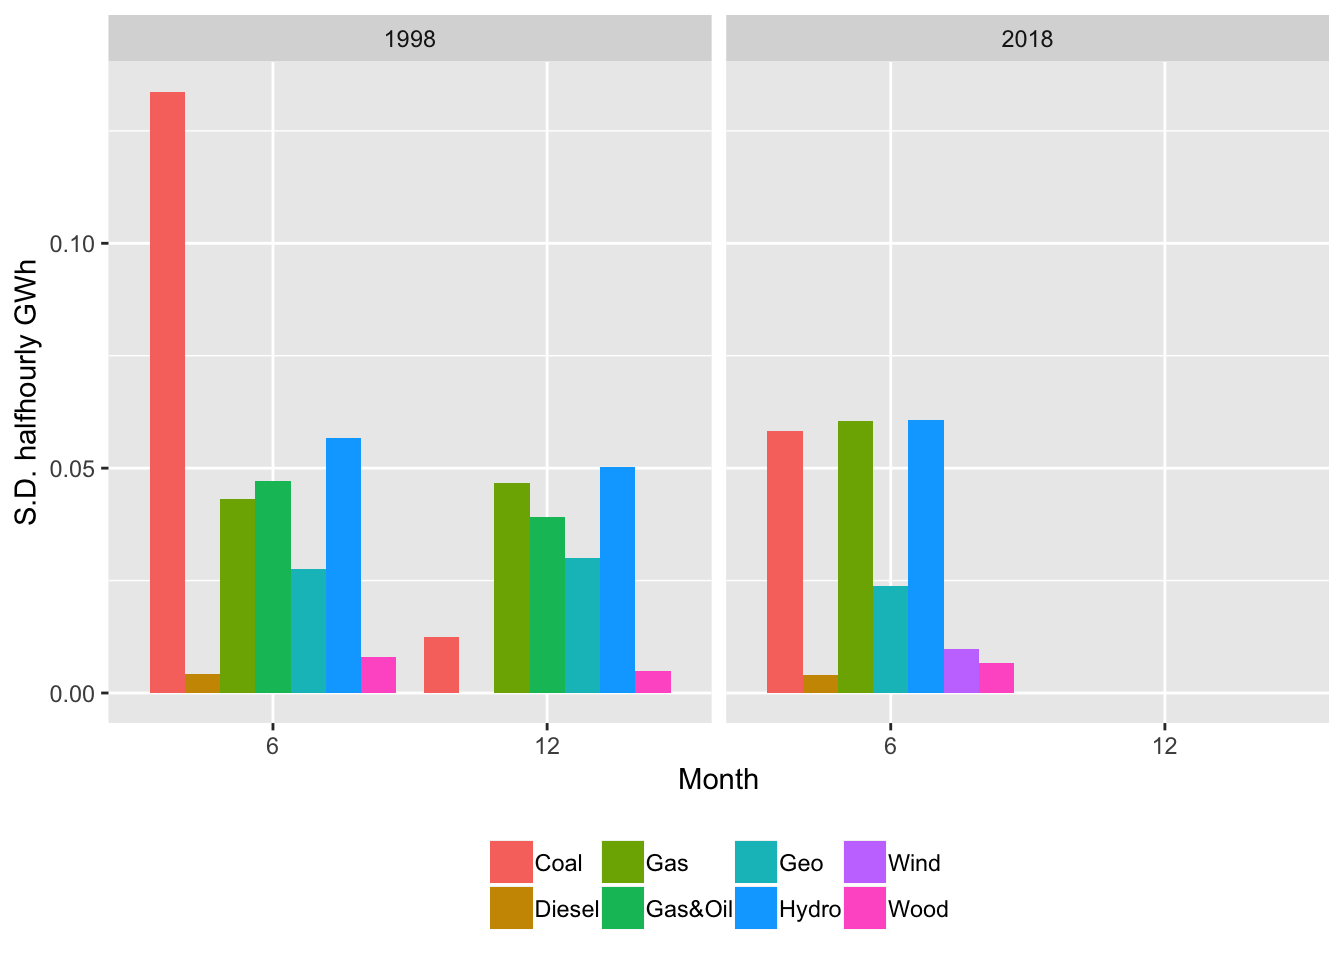 1998 2018
S.D. halfhourly GWh
0.10
0.05
0.00
6 12 6 12
Month
Coal Gas Geo Wind
Diesel Gas&Oil Hydro Wood